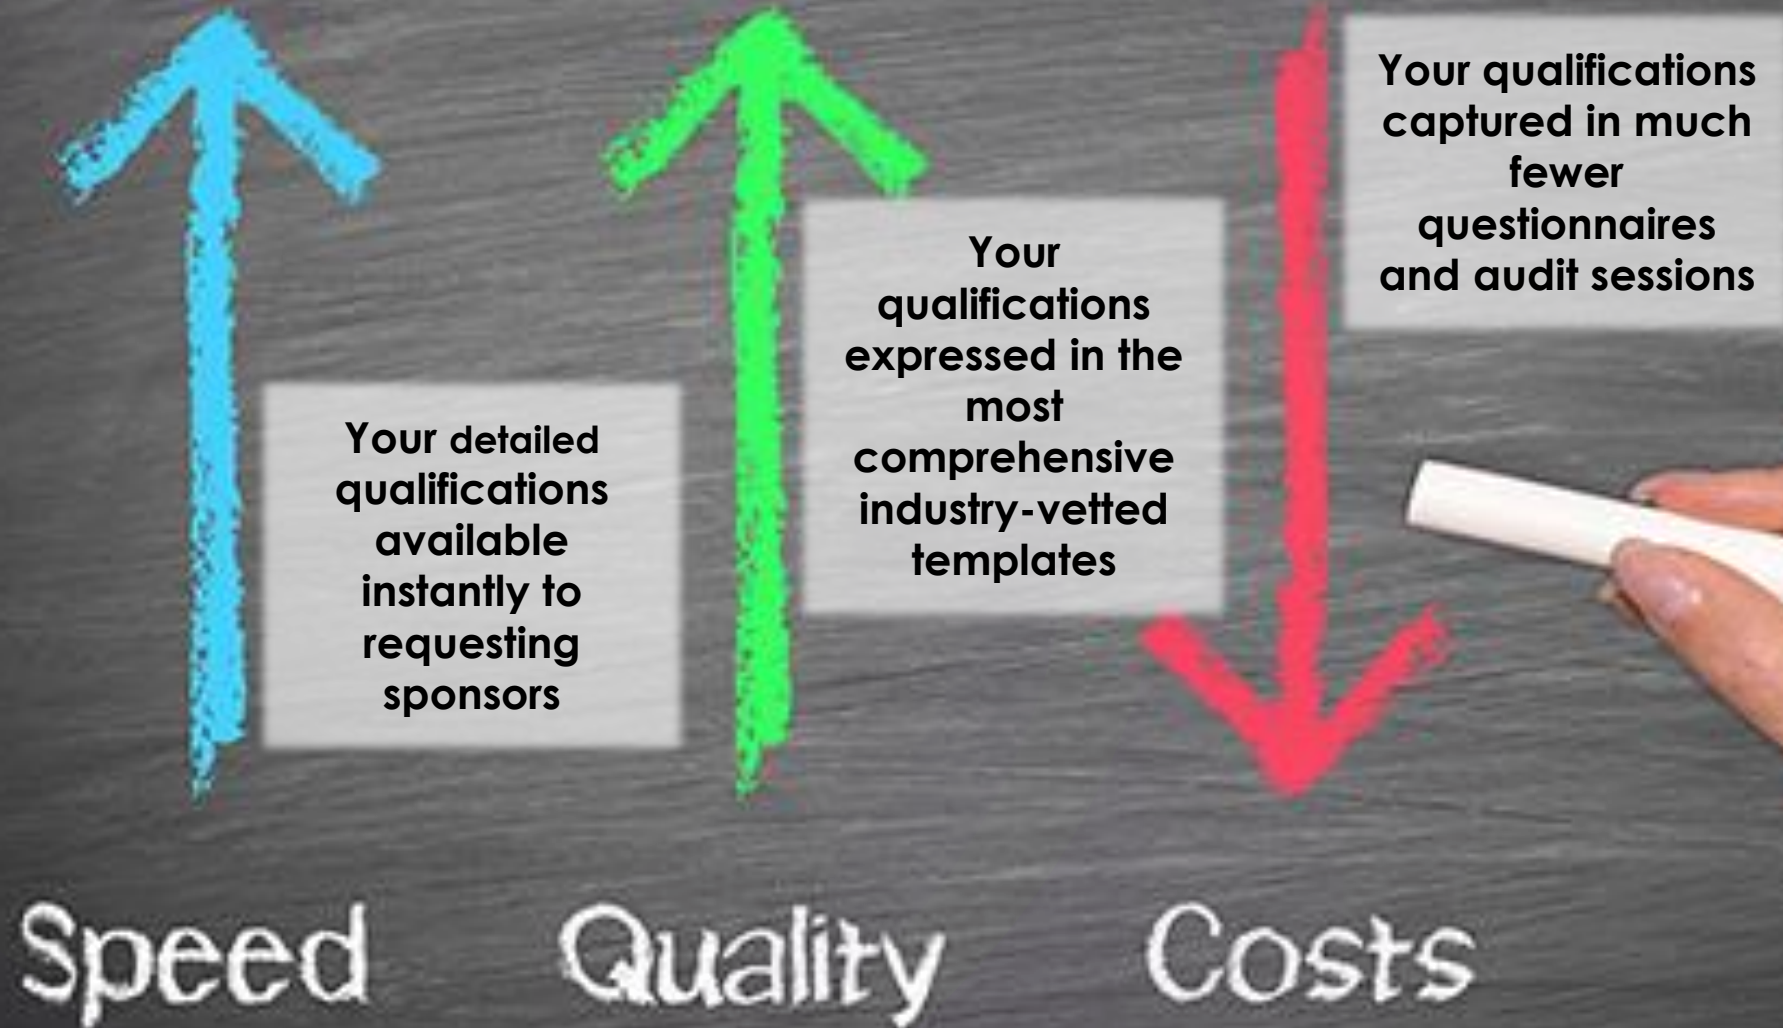 Your detailed
qualifications
available
instantly to
requesting
sponsors
Your
qualifications
expressed in the
most
comprehensive
industry-vetted
templates
Your qualifications
captured in much
fewer
questionnaires
and audit sessions
Speed
Quality
Costs